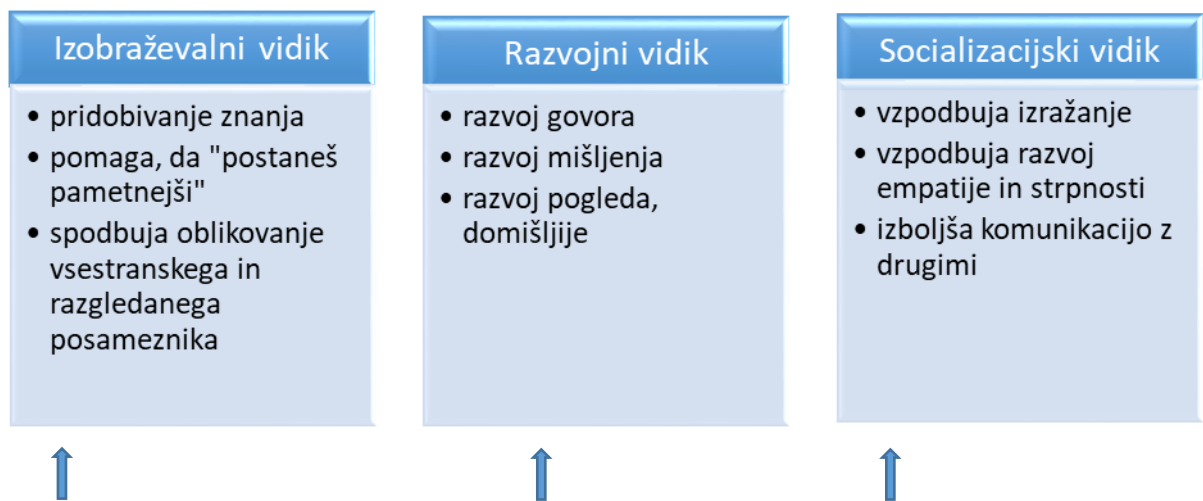 Izobraževalni vidik
• pridobivanje znanja
• pomaga, da "postaneš
pametnejši"
• spodbuja oblikovanje
vsestranskega in
razgledanega
posameznika
Razvojni vidik
• razvoj govora
• razvoj mišljenja
• razvoj pogleda,
domišljije
Socializacijski vidik
• vzpodbuja izražanje
• vzpodbuja razvoj
empatije in strpnosti
• izboljša komunikacijo z
drugimi